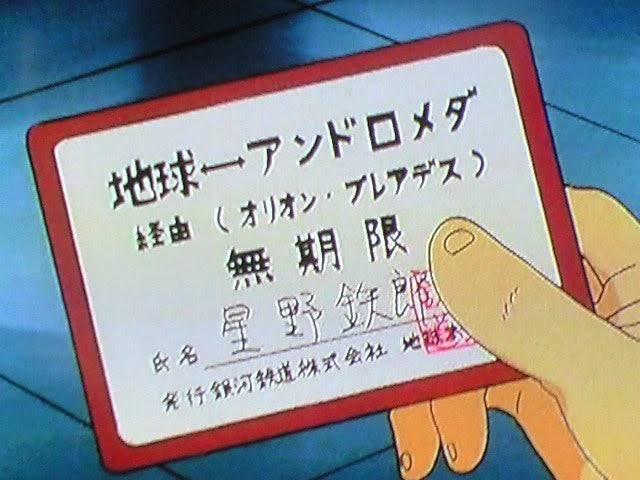 地球↔アンドロメダ
経由(オリオン・プレアデス)
無期限
氏名 星野鉄郎
発行銀河鉄道株式会社 地球